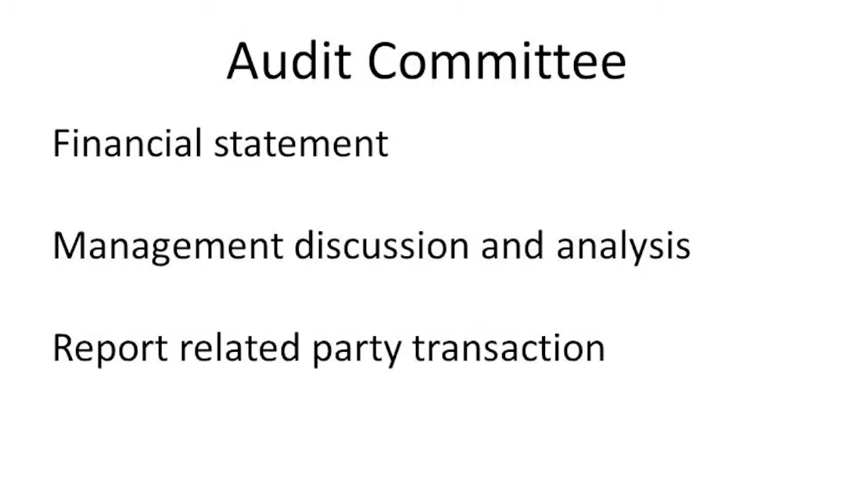 Audit Committee
Financial statement
Management discussion and analysis
Report related party transaction